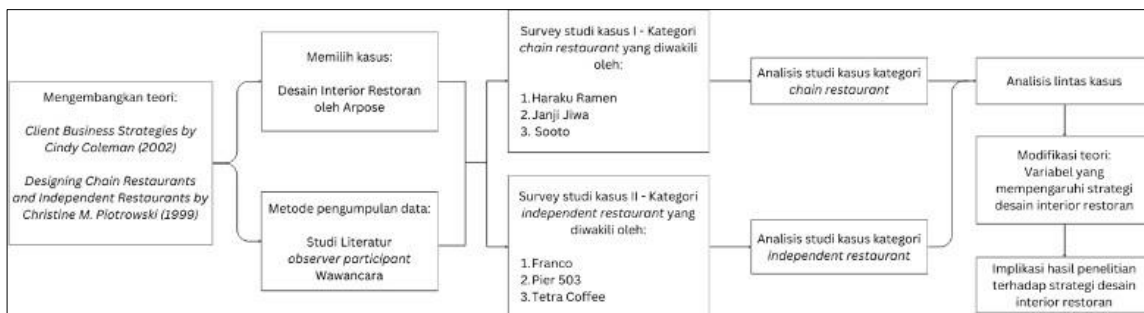 Mengembangkan teori:
Client Business Strategies by
Cindy Coleman (2002)
Designing Chain Restaurants
and Independent Restaurants by
Christine M. Piotrowski (1999)
Memilih kasus:
Desain Interior Restoran
oleh Arpose
Metode pengumpulan data:
Studi Literatur
observer participant
Wawancara
Survey studi kasus I - Kategori
chain restaurant yang diwakili
oleh:
1. Haraku Ramen
2. Janji Jiwa
3. Sooto
Survey studi kasus II - Kategori
independent restaurant yang
diwakili oleh:
1. Franco
2. Pier 503
3. Tetra Coffee
Analisis studi kasus kategori
chain restaurant
Analisis studi kasus kategori
independent restaurant
Analisis lintas kasus
Modifikasi teori:
Variabel yang
mempengaruhi strategi
desain interior restoran
Implikasi hasil penelitian
terhadap strategi desain
interior restoran